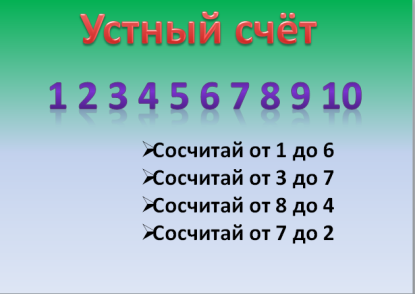 Устный счёт
1 2 3 4 5 6 7 8 9 10
➢Сосчитай от 1 до 6
➢Сосчитай от 3 до 7
➢Сосчитай от 8 до 4
➢Сосчитай от 7 до 2